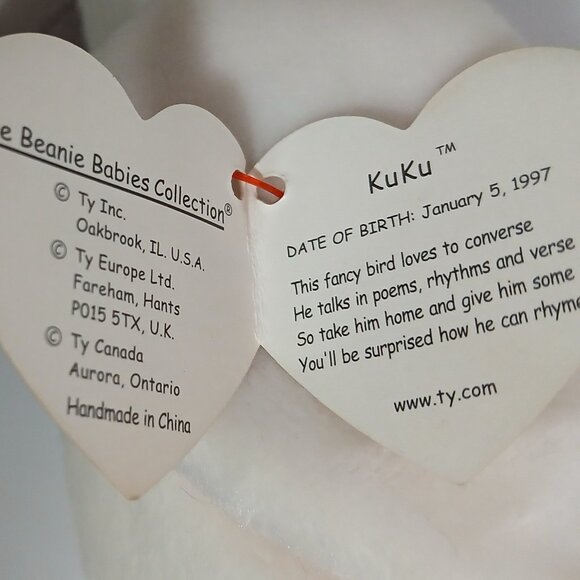 e Beanie Babies Collection®
© Ty Inc.
Oakbrook, IL. U.S.A.
© Ty Europe Ltd.
Fareham, Hants
P015 5TX, U.K.
© Ty Canada
Aurora, Ontario
Handmade in China
KuKu™
DATE OF BIRTH: January 5, 1997
This fancy bird loves to converse
He talks in poems, rhythms and verse
So take him home and give him some
You'll be surprised how he can rhyme
www.ty.com